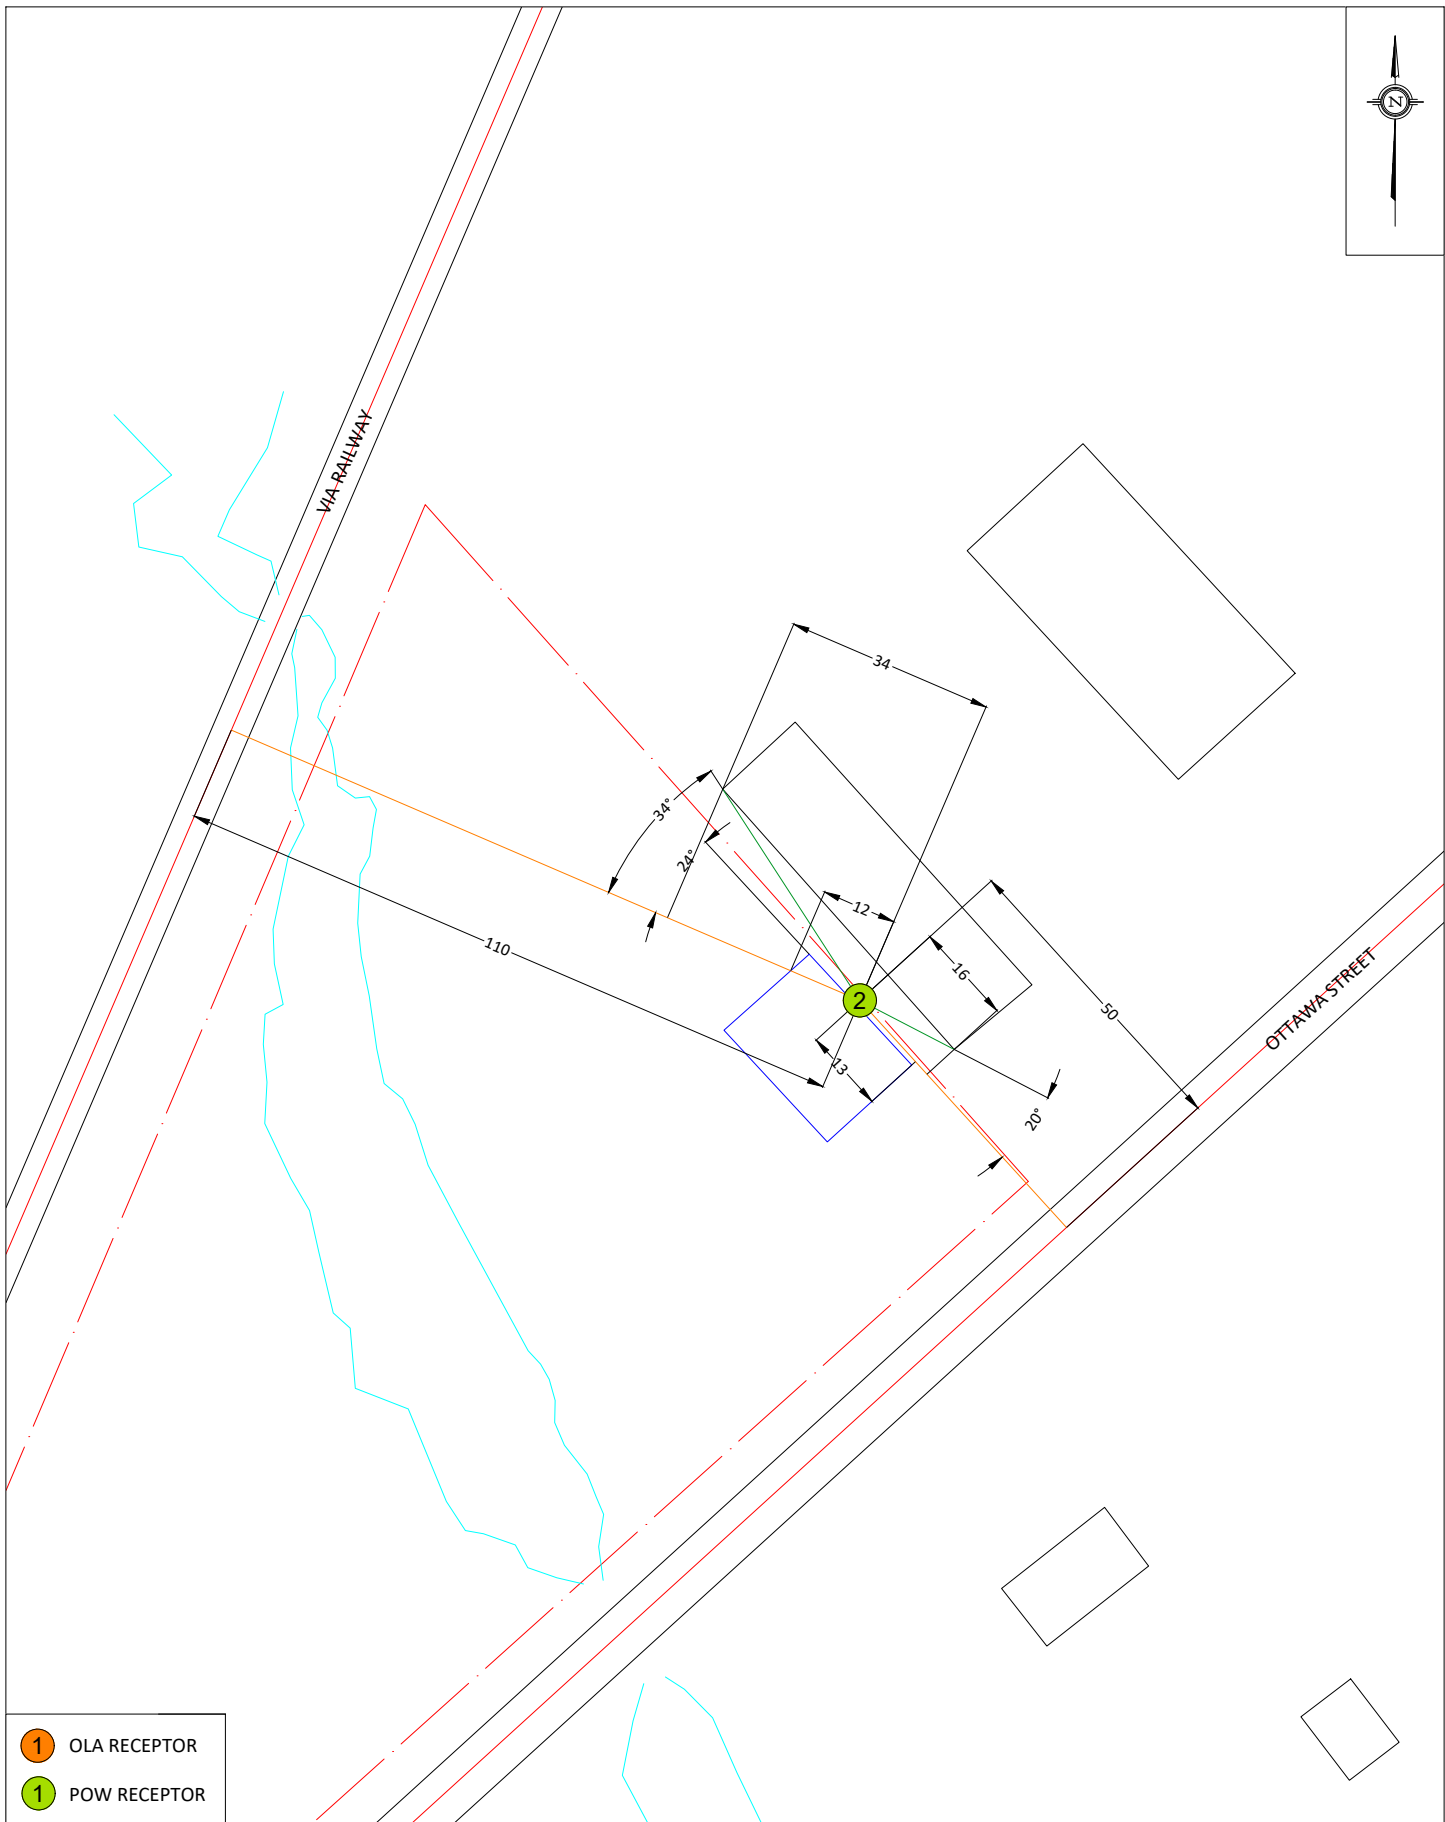 N
VIA RAILWAY
34
34°
24°
12
110
16
50
2
13
OTTAWA STREET
20°
1 OLA RECEPTOR
1 POW RECEPTOR